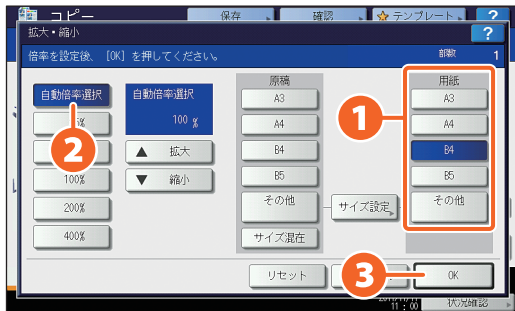 コピー
保存
確認
テンプレート
?
拡大・縮小
?
倍率を設定後、［OK］を押してください。
部数 1
自動倍率選択
2
100%
200%
400%
自動倍率選択
100 %
▲ 拡大
▼ 縮小
原稿
A3
A4
B4
B5
その他
サイズ混在
サイズ設定
1
用紙
A3
A4
B4
B5
その他
リセット
3
OK
11:00
状況確認